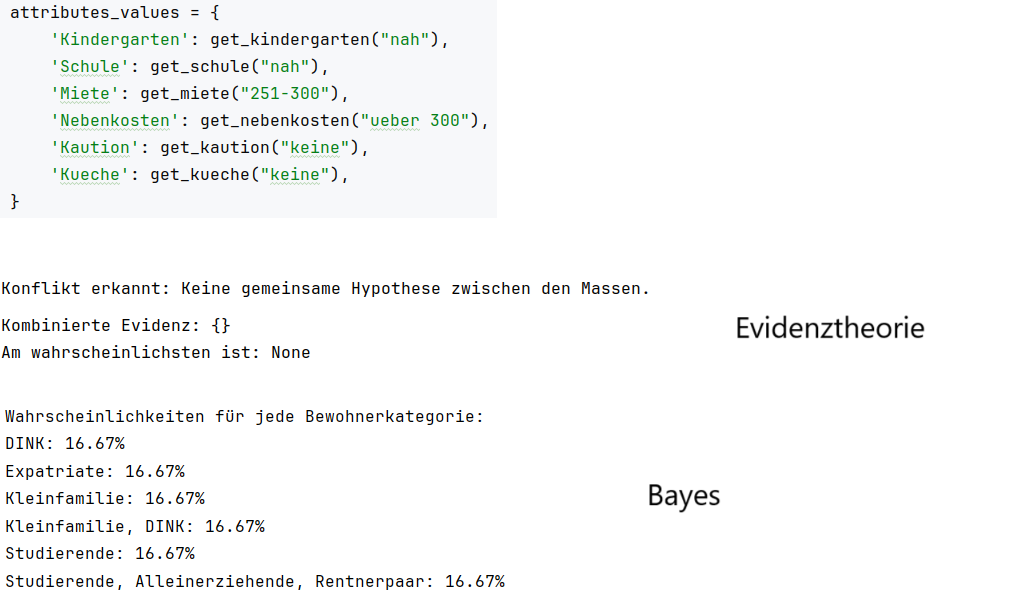 attributes_values = {
'Kindergarten': get_kindergarten("nah"),
'Schule': get_schule("nah"),
'Miete': get_miete("251-300"),
'Nebenkosten': get_nebenkosten("ueber 300"),
'Kaution': get_kaution("keine"),
'Kueche': get_kueche("keine"),
}
Konflikt erkannt: Keine gemeinsame Hypothese zwischen den Massen.
Kombinierte Evidenz: {}
Evidenztheorie
Am wahrscheinlichsten ist: None
Wahrscheinlichkeiten für jede Bewohnerkategorie:
DINK: 16.67%
Expatriate: 16.67%
Kleinfamilie: 16.67%
Bayes
Kleinfamilie, DINK: 16.67%
Studierende: 16.67%
Studierende, Alleinerziehende, Rentnerpaar: 16.67%